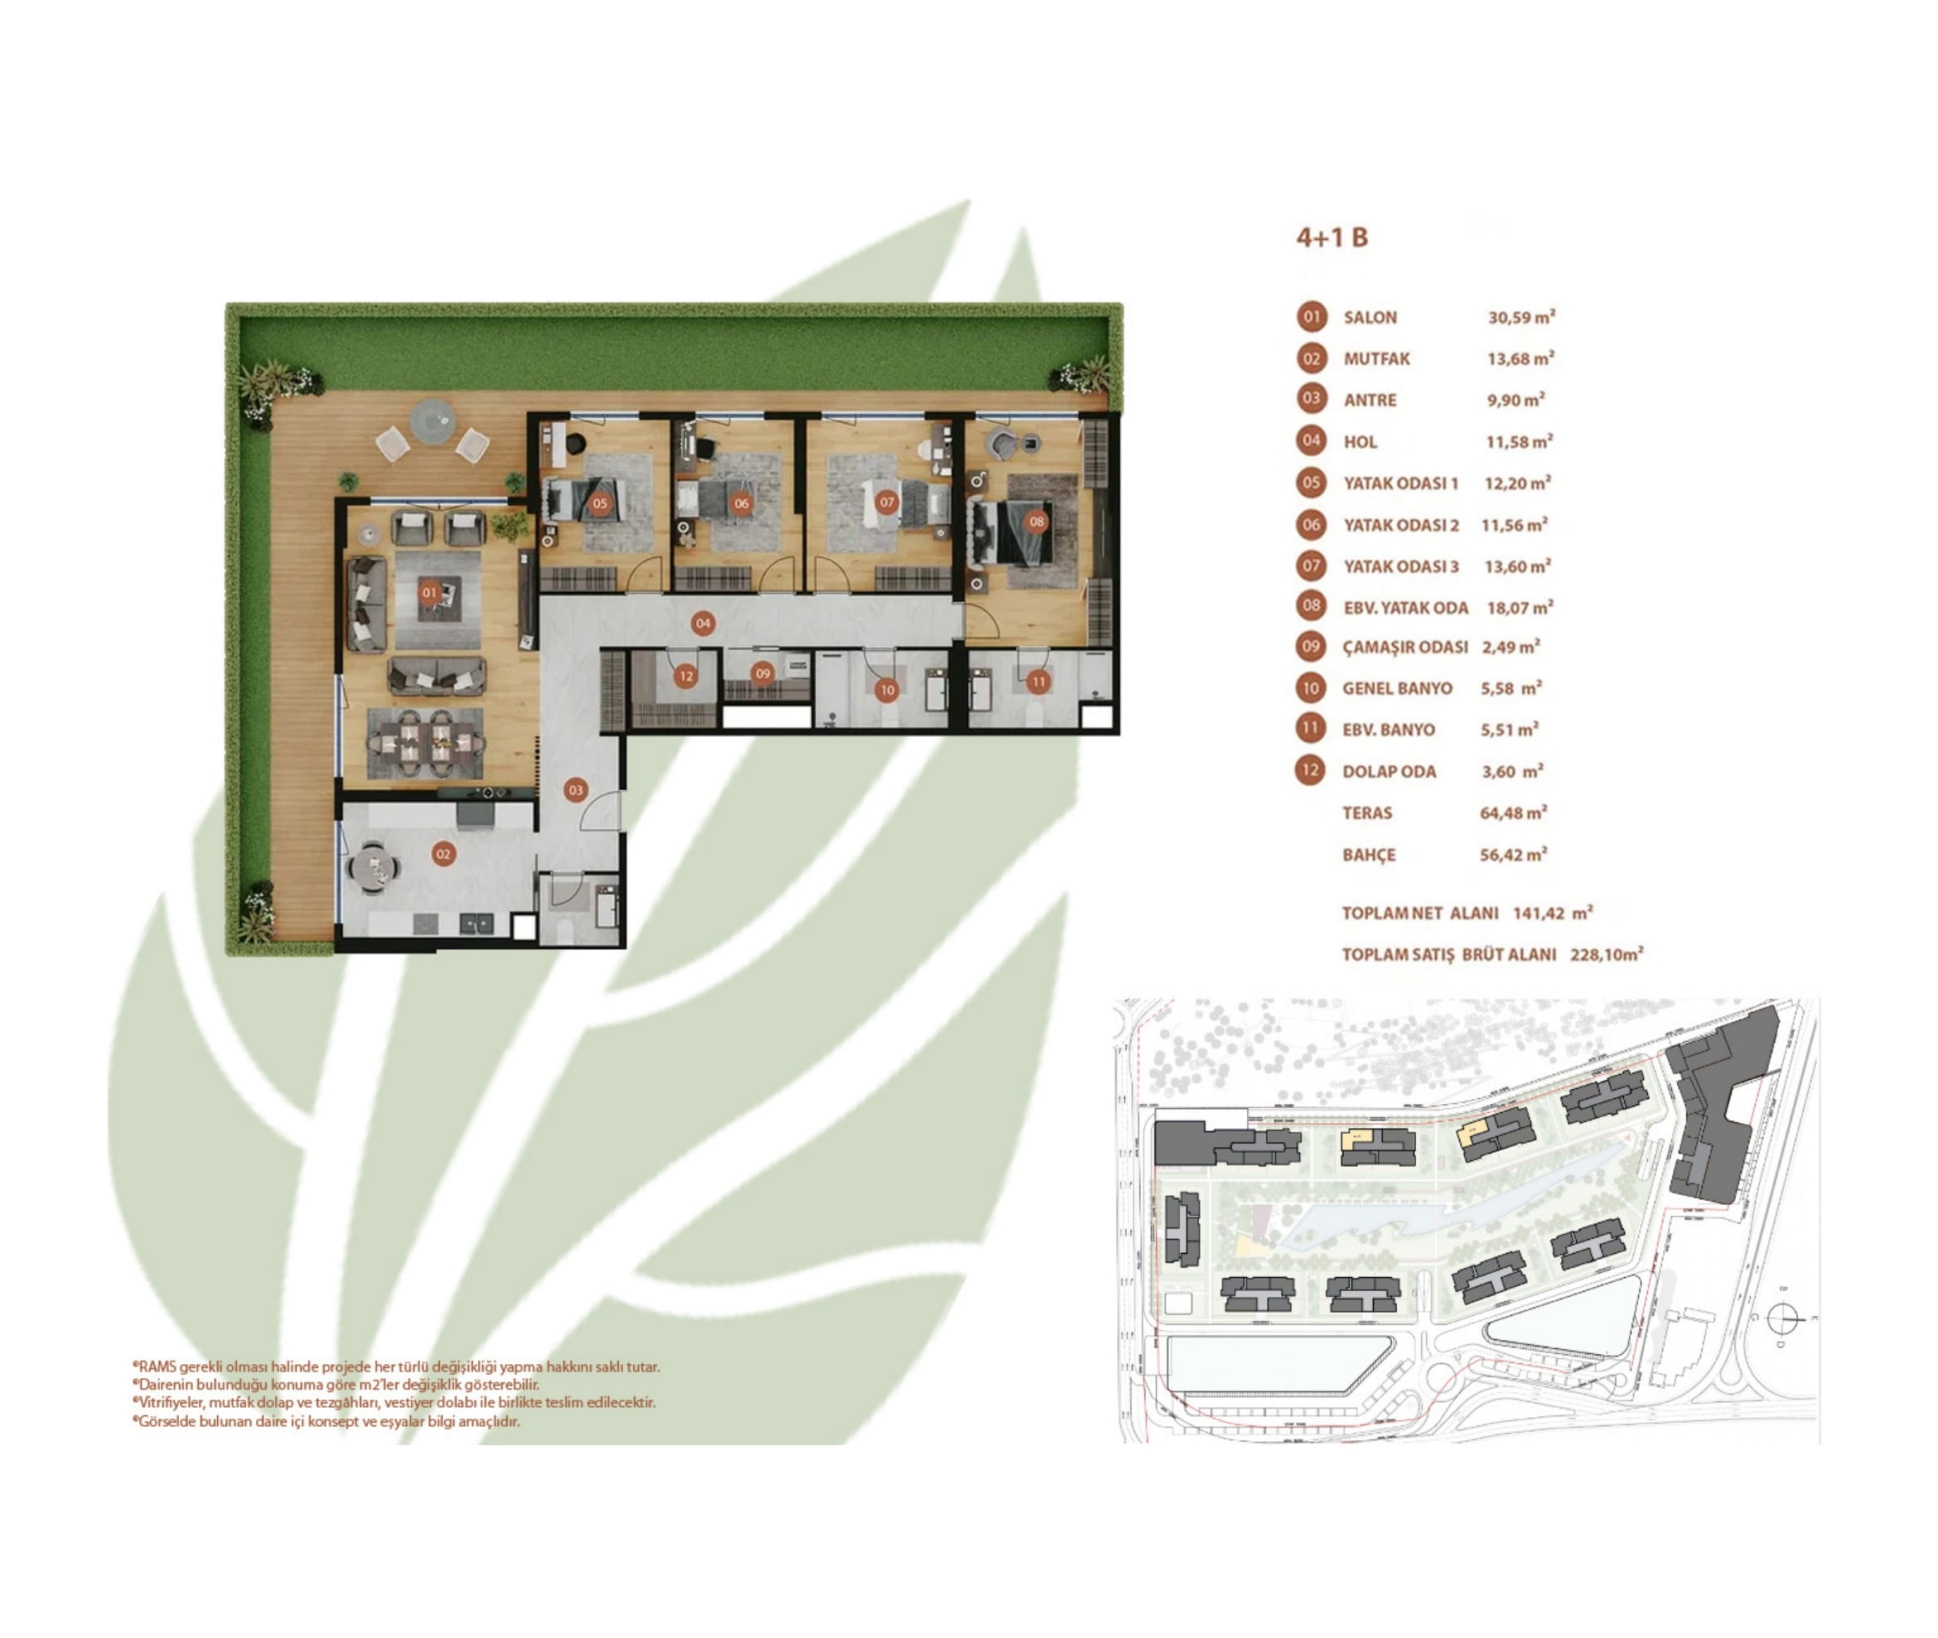 4+1 B
01 SALON 30,59 m²
02 MUTFAK 13,68 m²
03 ANTRE 9,90 m²
04 HOL 11,58 m²
05 YATAK ODASI 1 12,20 m²
06 YATAK ODASI 2 11,56 m²
07 YATAK ODASI 3 13,60 m²
08 EBV. YATAK ODA 18,07 m²
09 ÇAMAŞIR ODASI 2,49 m²
10 GENEL BANYO 5,58 m²
11 EBV. BANYO 5,51 m²
12 DOLAP ODA 3,60 m²
TERAS 64,48 m²
BAHÇE 56,42 m²
TOPLAM NET ALANI 141,42 m²
TOPLAM SATIŞ BRÜT ALANI 228,10m²
05
06
07
08
01
04
12
09
10
11
03
02
*RAMS gerekli olması halinde projede her türlü değişikliği yapma hakkını saklı tutar.
*Dairenin bulunduğu konuma göre m2'ler değişiklik gösterebilir.
*Vitrifiyeler, mutfak dolap ve tezgâhları, vestiyer dolabı ile birlikte teslim edilecektir.
*Görselde bulunan daire içi konsept ve eşyalar bilgi amaçlıdır.